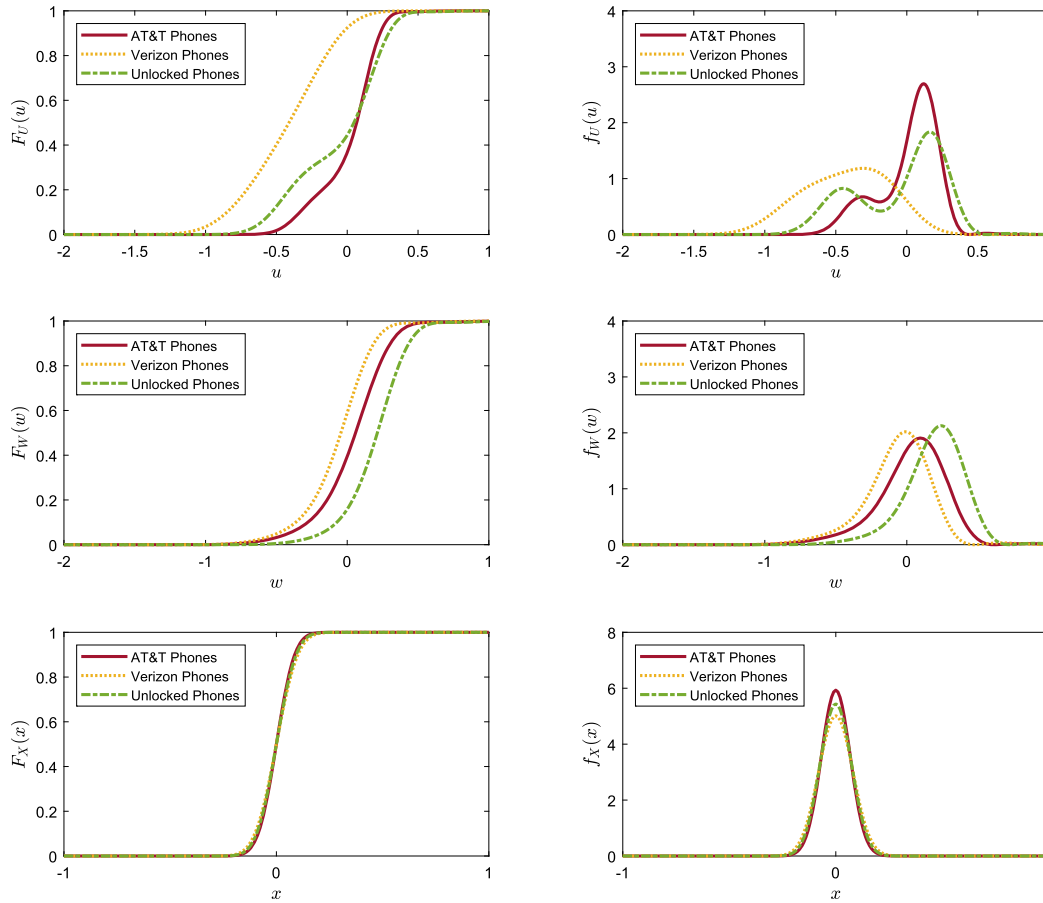 1
0.8
0.6
0.4
0.2
0
F_U(u)
AT&T Phones
Verizon Phones
Unlocked Phones
-2 -1.5 -1 -0.5 0 0.5 1
u
4
3
2
1
0
f_U(u)
AT&T Phones
Verizon Phones
Unlocked Phones
-2 -1.5 -1 -0.5 0 0.5
u
1
0.8
0.6
0.4
0.2
0
F_W(w)
AT&T Phones
Verizon Phones
Unlocked Phones
-2 -1 0 1
w
4
3
2
1
0
f_W(w)
AT&T Phones
Verizon Phones
Unlocked Phones
-2 -1 0
w
1
0.8
0.6
0.4
0.2
0
F_X(x)
AT&T Phones
Verizon Phones
Unlocked Phones
-1 0 1
x
8
6
4
2
0
f_X(x)
AT&T Phones
Verizon Phones
Unlocked Phones
-1 0
x